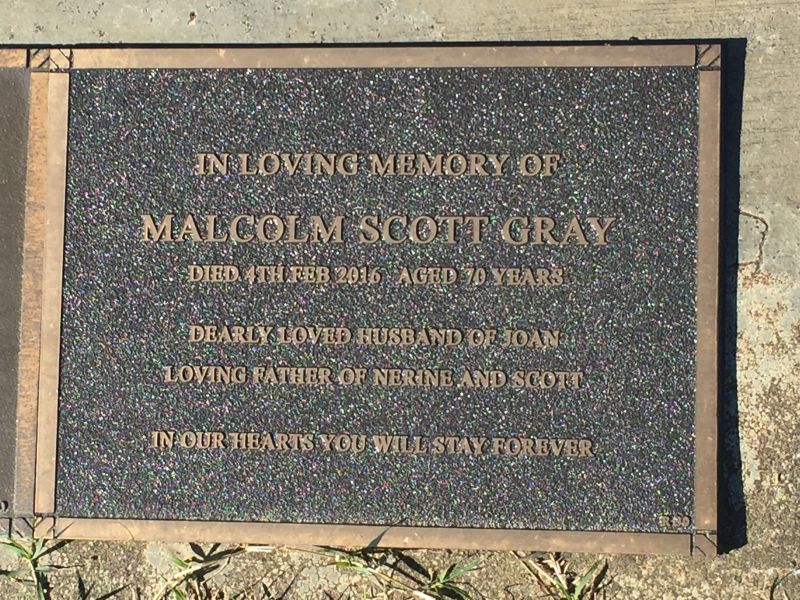 IN LOVING MEMORY OF
MALCOLM SCOTT GRAY
DIED 4TH FEB 2016 AGED 70 YEARS
DEARLY LOVED HUSBAND OF JOAN
LOVING FATHER OF NERINE AND SCOTT
IN OUR HEARTS YOU WILL STAY FOREVER